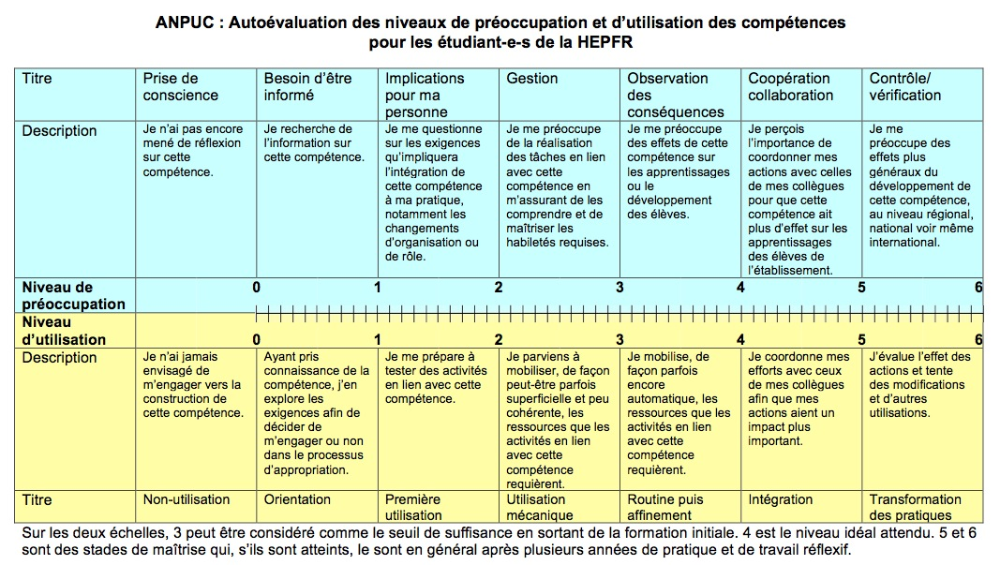 ANPUC : Autoévaluation des niveaux de préoccupation et d'utilisation des compétences
pour les étudiant-e-s de la HEPFR
Titre
Prise de
conscience
Besoin d'être
informé
Implications
pour ma
personne
Gestion
Observation
des
conséquences
Coopération
collaboration
Contrôle/
vérification
Description
Je n'ai pas encore
mené de réflexion
sur cette
compétence.
Je recherche de
l'information sur
cette compétence.
Je me questionne
sur les exigences
qu'impliquera
l'intégration de
cette compétence
à ma pratique,
notamment les
changements
d'organisation ou
de rôle.
Je me préoccupe
de la réalisation
des tâches en lien
avec cette
compétence en
m'assurant de les
comprendre et de
maîtriser les
habiletés requises.
Je me préoccupe
des effets de cette
compétence sur
les apprentissages
ou le
développement
des élèves.
Je perçois
l'importance de
coordonner mes
actions avec celles
de mes collègues
pour que cette
compétence ait
plus d'effet sur les
apprentissages
des élèves de
l'établissement.
Je me
préoccupe des
effets plus
généraux du
développement de
cette compétence,
au niveau régional,
national voir même
international.
Niveau de
préoccupation
0 1 2 3 4 5 6
Niveau
d'utilisation
0 1 2 3 4 5 6
Description
Je n'ai jamais
envisagé de
m'engager vers la
construction de
cette compétence.
Ayant pris
connaissance de la
compétence, j'en
explore les
exigences afin de
décider de
m'engager ou non
dans le processus
d'appropriation.
Je me prépare à
tester des activités
en lien avec cette
compétence.
Je parviens à
mobiliser, de façon
peut-être parfois
superficielle et peu
cohérente, les
ressources que les
activités en lien
avec cette
compétence
requièrent.
Je mobilise, de
façon parfois
encore
automatique, les
ressources que les
activités en lien
avec cette
compétence
requièrent.
Je coordonne mes
efforts avec ceux
de mes collègues
afin que mes
actions aient un
impact plus
important.
J'évalue l'effet des
actions et tente
des modifications
et d'autres
utilisations.
Titre
Non-utilisation
Orientation
Première
utilisation
Utilisation
mécanique
Routine puis
affinement
Intégration
Transformation
des pratiques
Sur les deux échelles, 3 peut être considéré comme le seuil de suffisance en sortant de la formation initiale. 4 est le niveau idéal attendu. 5 et 6
sont des stades de maîtrise qui, s'ils sont atteints, le sont en général après plusieurs années de pratique et de travail réflexif.